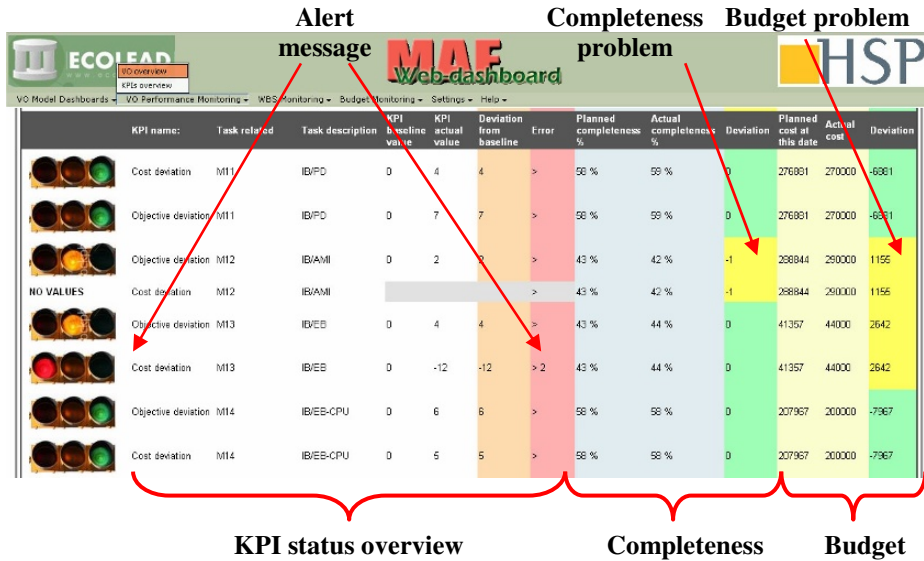 Alert message
Completeness problem
Budget problem
ECOLEAD
MAF
Web-dashboard
HSP
VO overview
KPIs overview
VO Model Dashboards VO Performance Monitoring WBS Monitoring Budget Monitoring Settings Help
KPI name: Task related Task description KPI baseline value KPI actual value Deviation from baseline Error Planned completeness % Actual completeness % Deviation Planned cost at this date Actual cost Deviation
Cost deviation M11 IB/PD 0 4 4 > 58 % 59 % 0 276881 270000 -6881
Objective deviation M11 IB/PD 0 7 7 > 58 % 59 % 0 276881 270000 -6881
Objective deviation M12 IB/AMI 0 2 2 > 43 % 42 % -1 288844 290000 1155
NO VALUES Cost deviation M12 IB/AMI > 43 % 42 % -1 288844 290000 1155
Objective deviation M13 IB/EB 0 4 4 > 43 % 44 % 0 41357 44000 2642
Cost deviation M13 IB/EB 0 -12 -12 > 2 43 % 44 % 0 41357 44000 2642
Objective deviation M14 IB/EB-CPU 0 6 6 > 58 % 58 % 0 207967 200000 -7967
Cost deviation M14 IB/EB-CPU 0 5 5 > 58 % 58 % 0 207967 200000 -7967
KPI status overview
Completeness
Budget